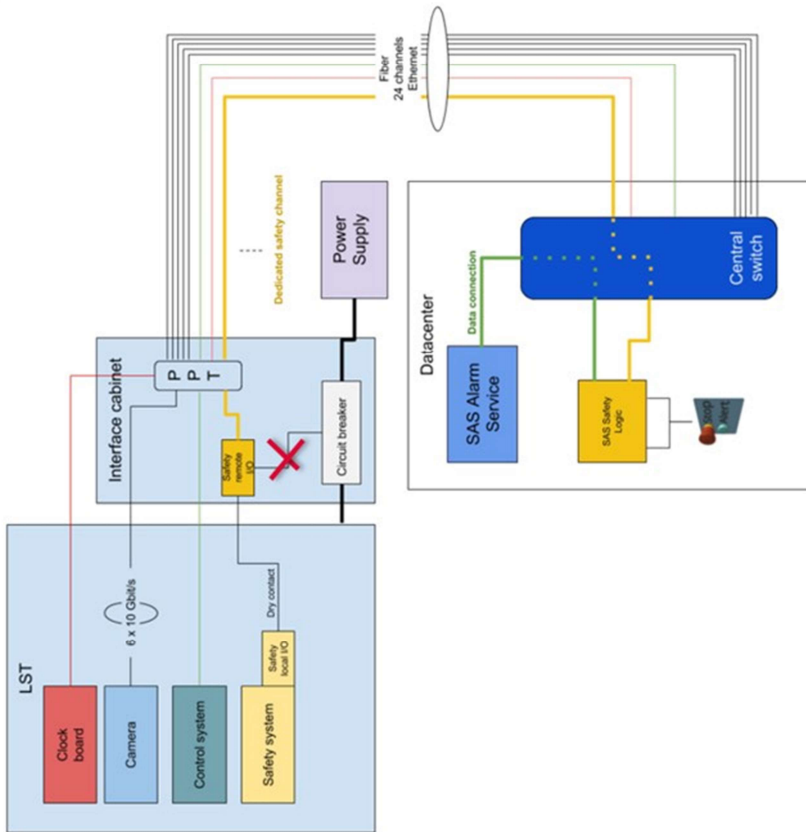 LST
Clock
board
Camera
Control system
Safety system
Safety
local I/O
6 x 10 Gbit/s
Dry contact
Interface cabinet
Safety
remote
I/O
Circuit breaker
P
P
T
Dedicated safety channel
Power
Supply
Fiber
24 channels
Ethernet
Datacenter
SAS Alarm
Service
Data connection
SAS Safety
Logic
Stop
Alert
Central
switch